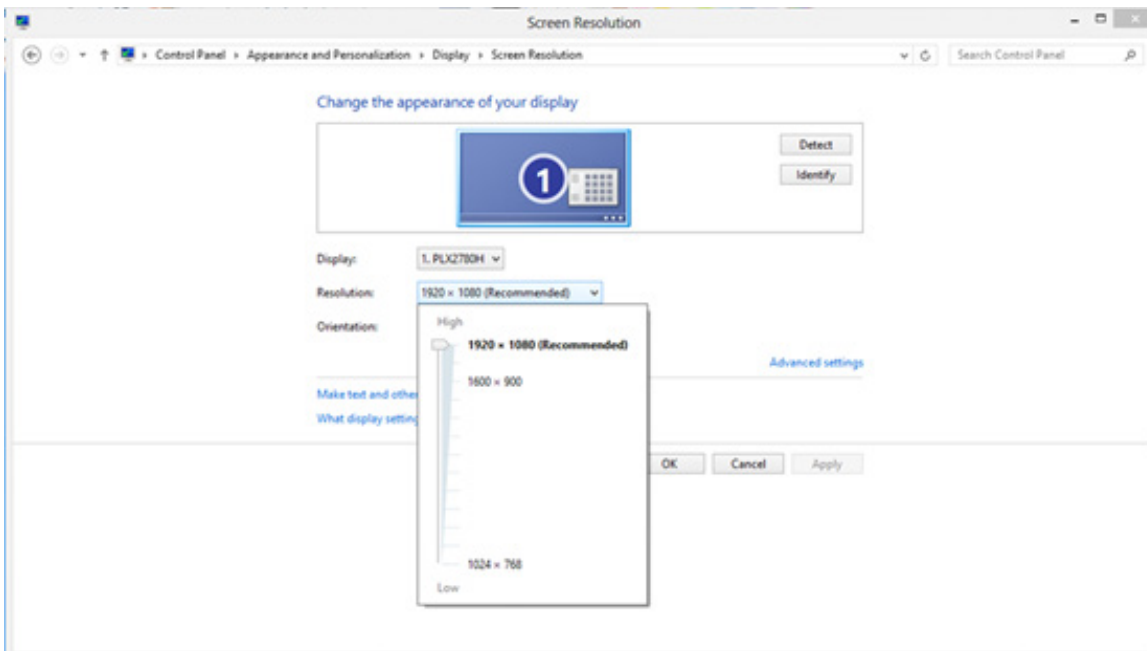 Screen Resolution
Control Panel › Appearance and Personalization › Display › Screen Resolution
Search Control Panel
Change the appearance of your display
1
Detect
Identify
Display:
1. PLX2780H
Resolution:
1920 × 1080 (Recommended)
Orientation:
High
1920 × 1080 (Recommended)
1600 × 900
1024 × 768
Low
Advanced settings
Make text and other
What display setting
OK
Cancel
Apply